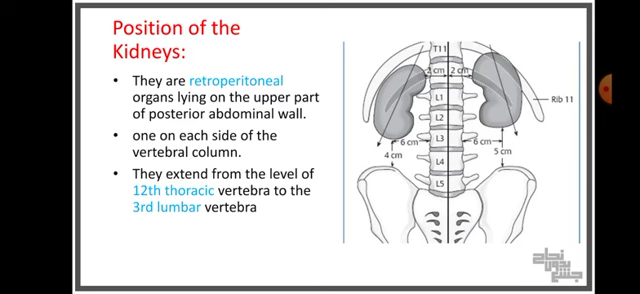 Position of the
Kidneys:
• They are retroperitoneal
organs lying on the upper part
of posterior abdominal wall.
• one on each side of the
vertebral column.
• They extend from the level of
12th thoracic vertebra to the
3rd lumbar vertebra
T11
2 cm 2 cm
L1
Rib 11
L2
L3
6 cm 6 cm
4 cm 5 cm
L4
L5